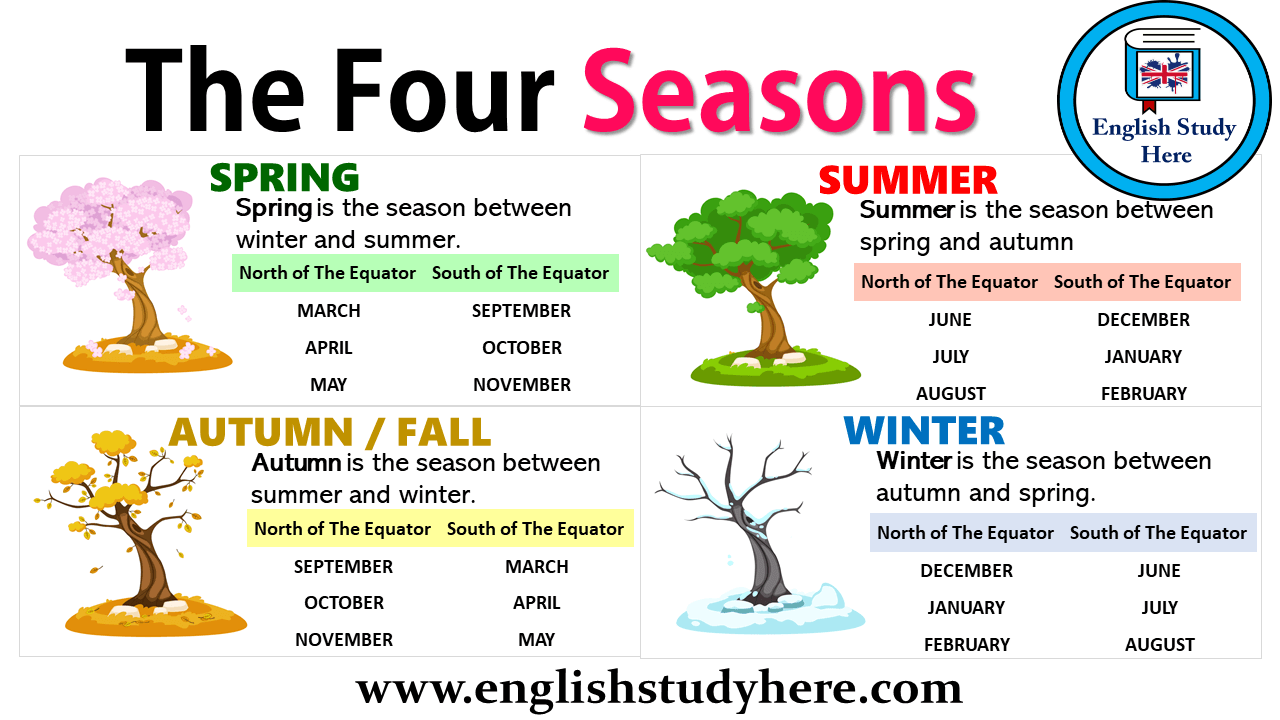 The Four Seasons
English Study
Here
SPRING
Spring is the season between
winter and summer.
North of The Equator South of The Equator
MARCH SEPTEMBER
APRIL OCTOBER
MAY NOVEMBER
SUMMER
Summer is the season between
spring and autumn
North of The Equator South of The Equator
JUNE DECEMBER
JULY JANUARY
AUGUST FEBRUARY
AUTUMN / FALL
Autumn is the season between
summer and winter.
North of The Equator South of The Equator
SEPTEMBER MARCH
OCTOBER APRIL
NOVEMBER MAY
WINTER
Winter is the season between
autumn and spring.
North of The Equator South of The Equator
DECEMBER JUNE
JANUARY JULY
FEBRUARY AUGUST
www.englishstudyhere.com